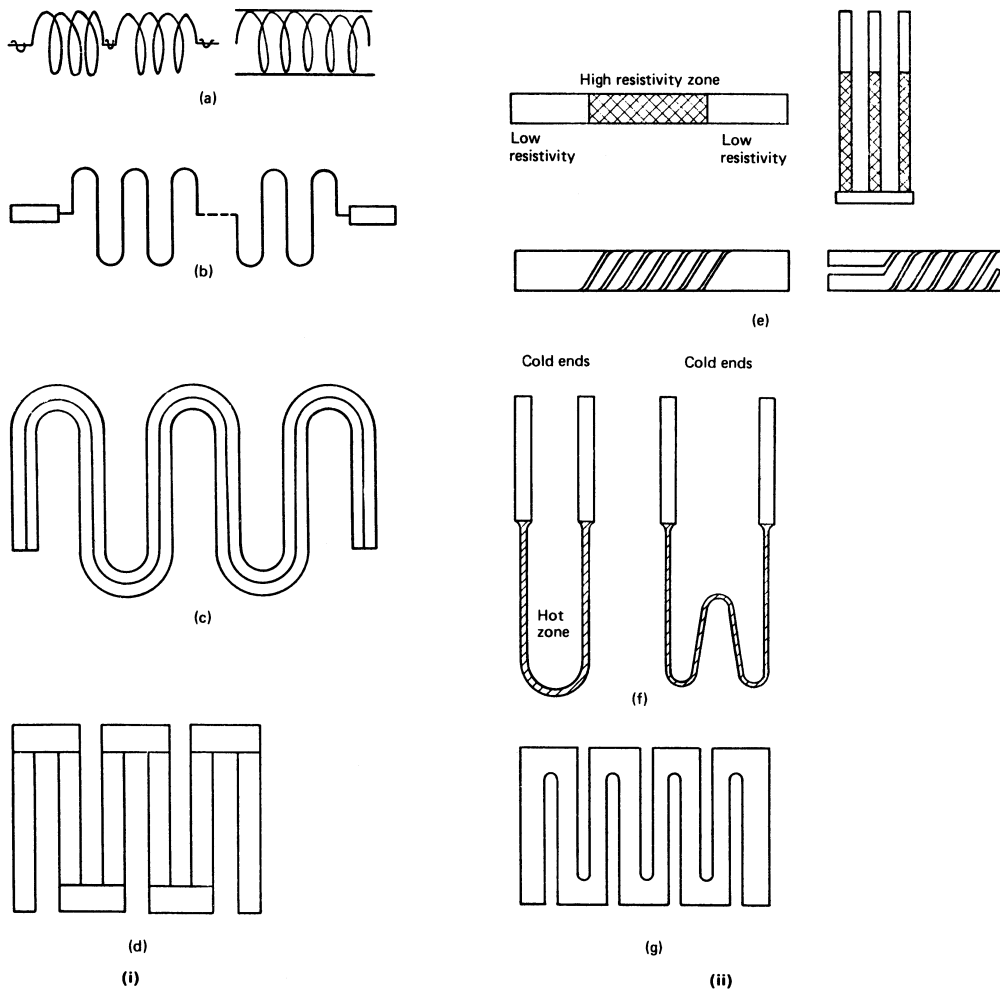 (a)
(b)
(c)
(d)
(i)
High resistivity zone
Low
resistivity
Low
resistivity
(e)
Cold ends
Cold ends
Hot
zone
(f)
(g)
(ii)